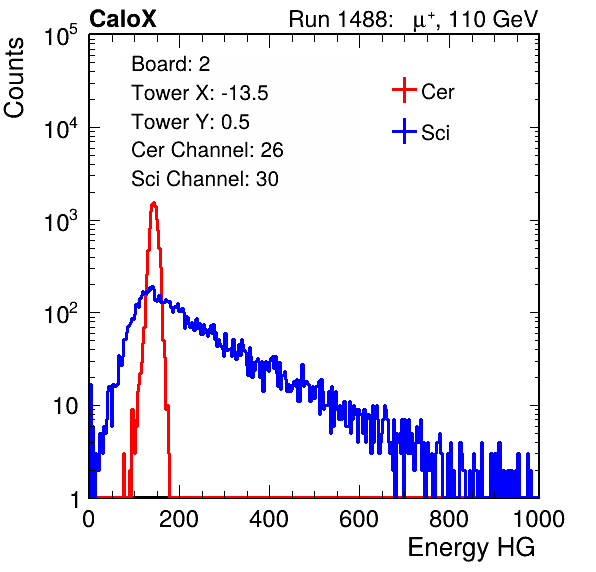 CaloX Run 1488: μ⁺, 110 GeV
Counts
10⁵
10⁴
10³
10²
10
1
Board: 2
Tower X: -13.5
Tower Y: 0.5
Cer Channel: 26
Sci Channel: 30
Cer
Sci
0 200 400 600 800 1000
Energy HG